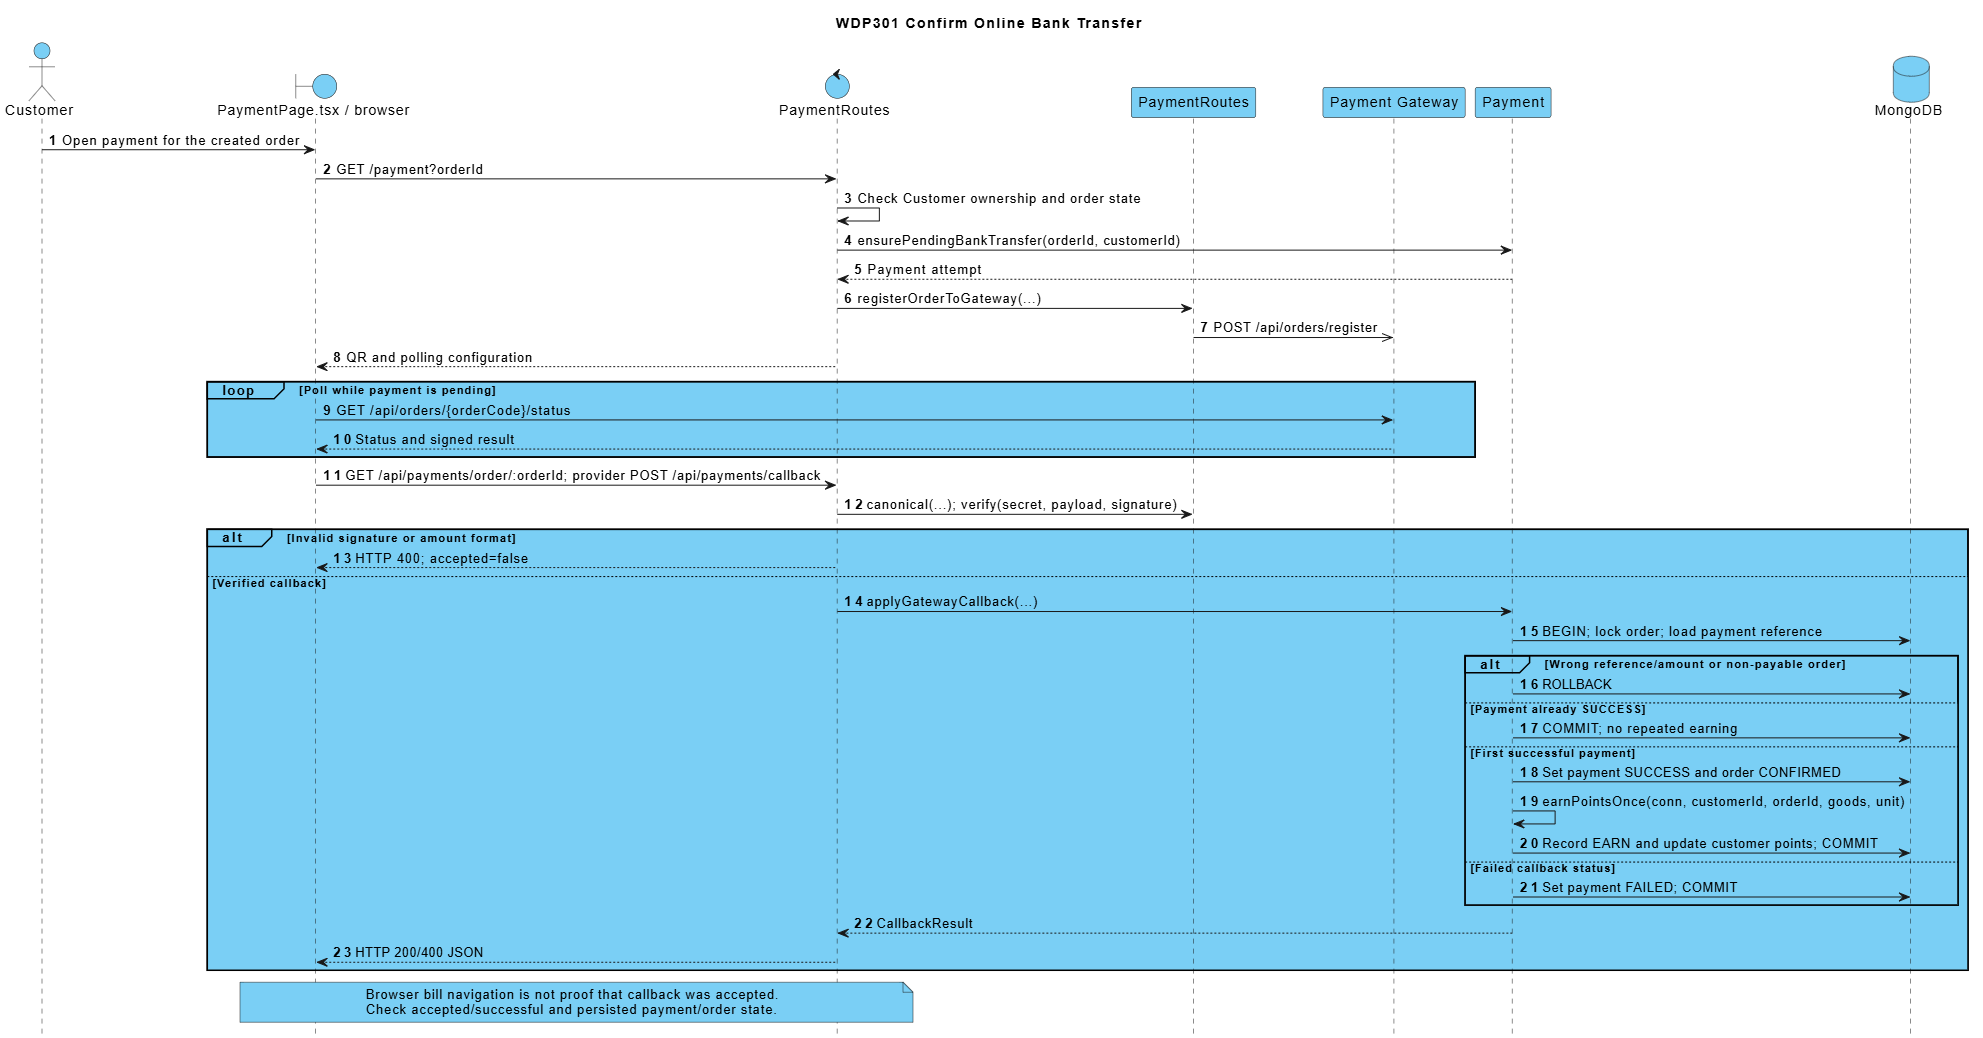 WDP301 Confirm Online Bank Transfer
Customer
PaymentPage.tsx / browser
PaymentRoutes
PaymentRoutes
Payment Gateway
Payment
MongoDB
1 Open payment for the created order
2 GET /payment?orderId
3 Check Customer ownership and order state
4 ensurePendingBankTransfer(orderId, customerId)
5 Payment attempt
6 registerOrderToGateway(...)
7 POST /api/orders/register
8 QR and polling configuration
loop [Poll while payment is pending]
9 GET /api/orders/{orderCode}/status
10 Status and signed result
11 GET /api/payments/order/:orderId; provider POST /api/payments/callback
12 canonical(...); verify(secret, payload, signature)
alt [Invalid signature or amount format]
13 HTTP 400; accepted=false
[Verified callback]
14 applyGatewayCallback(...)
15 BEGIN; lock order; load payment reference
alt [Wrong reference/amount or non-payable order]
16 ROLLBACK
[Payment already SUCCESS]
17 COMMIT; no repeated earning
[First successful payment]
18 Set payment SUCCESS and order CONFIRMED
19 earnPointsOnce(conn, customerId, orderId, goods, unit)
20 Record EARN and update customer points; COMMIT
[Failed callback status]
21 Set payment FAILED; COMMIT
22 CallbackResult
23 HTTP 200/400 JSON
Browser bill navigation is not proof that callback was accepted.
Check accepted/successful and persisted payment/order state.